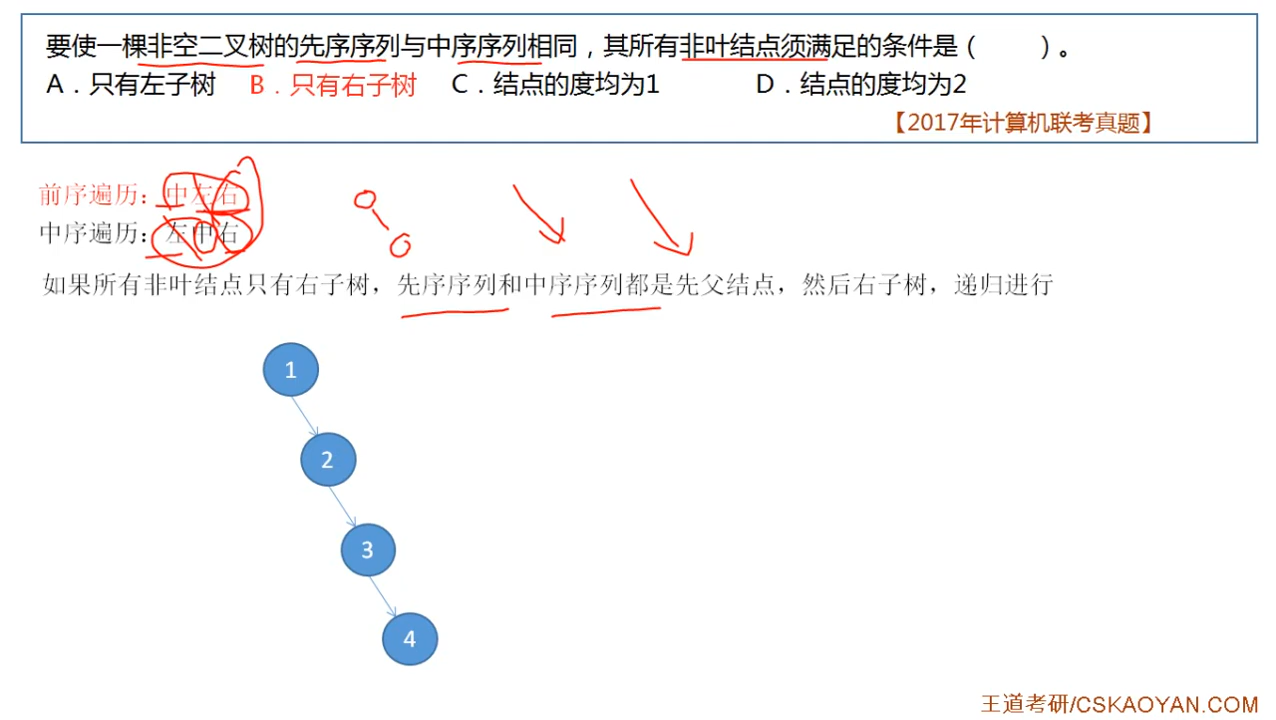 要使一棵非空二叉树的先序序列与中序序列相同，其所有非叶结点须满足的条件是（　　）。
A．只有左子树　B．只有右子树　C．结点的度均为1　D．结点的度均为2
【2017年计算机联考真题】
前序遍历：中左右
中序遍历：左中右
如果所有非叶结点只有右子树，先序序列和中序序列都是先父结点，然后右子树，递归进行
1
2
3
4
王道考研/CSKAOYAN.COM